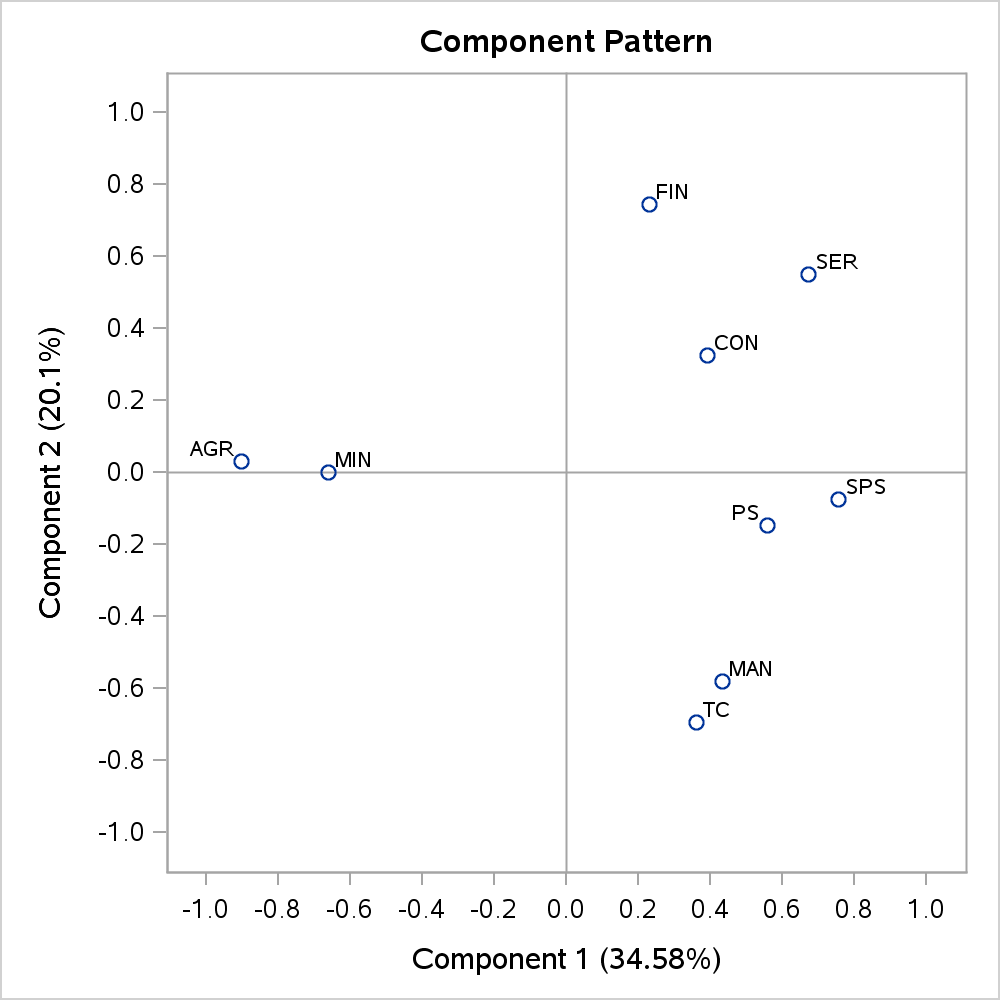 Component Pattern
1.0
0.8
0.6
0.4
0.2
0.0
-0.2
-0.4
-0.6
-0.8
-1.0
Component 2 (20.1%)
FIN
SER
CON
AGR
MIN
SPS
PS
MAN
TC
-1.0 -0.8 -0.6 -0.4 -0.2 0.0 0.2 0.4 0.6 0.8 1.0
Component 1 (34.58%)